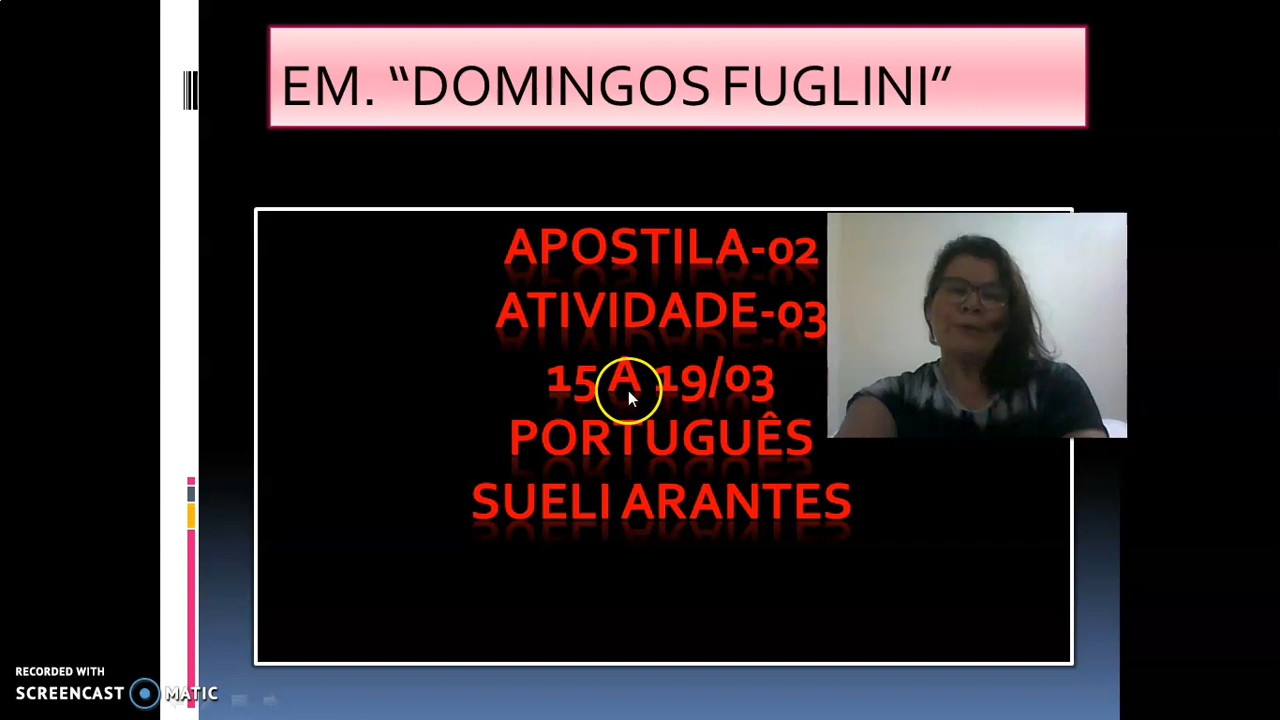 EM. “DOMINGOS FUGLINI”
APOSTILA-02
ATIVIDADE-03
15 A 19/03
PORTUGUÊS
SUELI ARANTES
RECORDED WITH
SCREENCAST MATIC